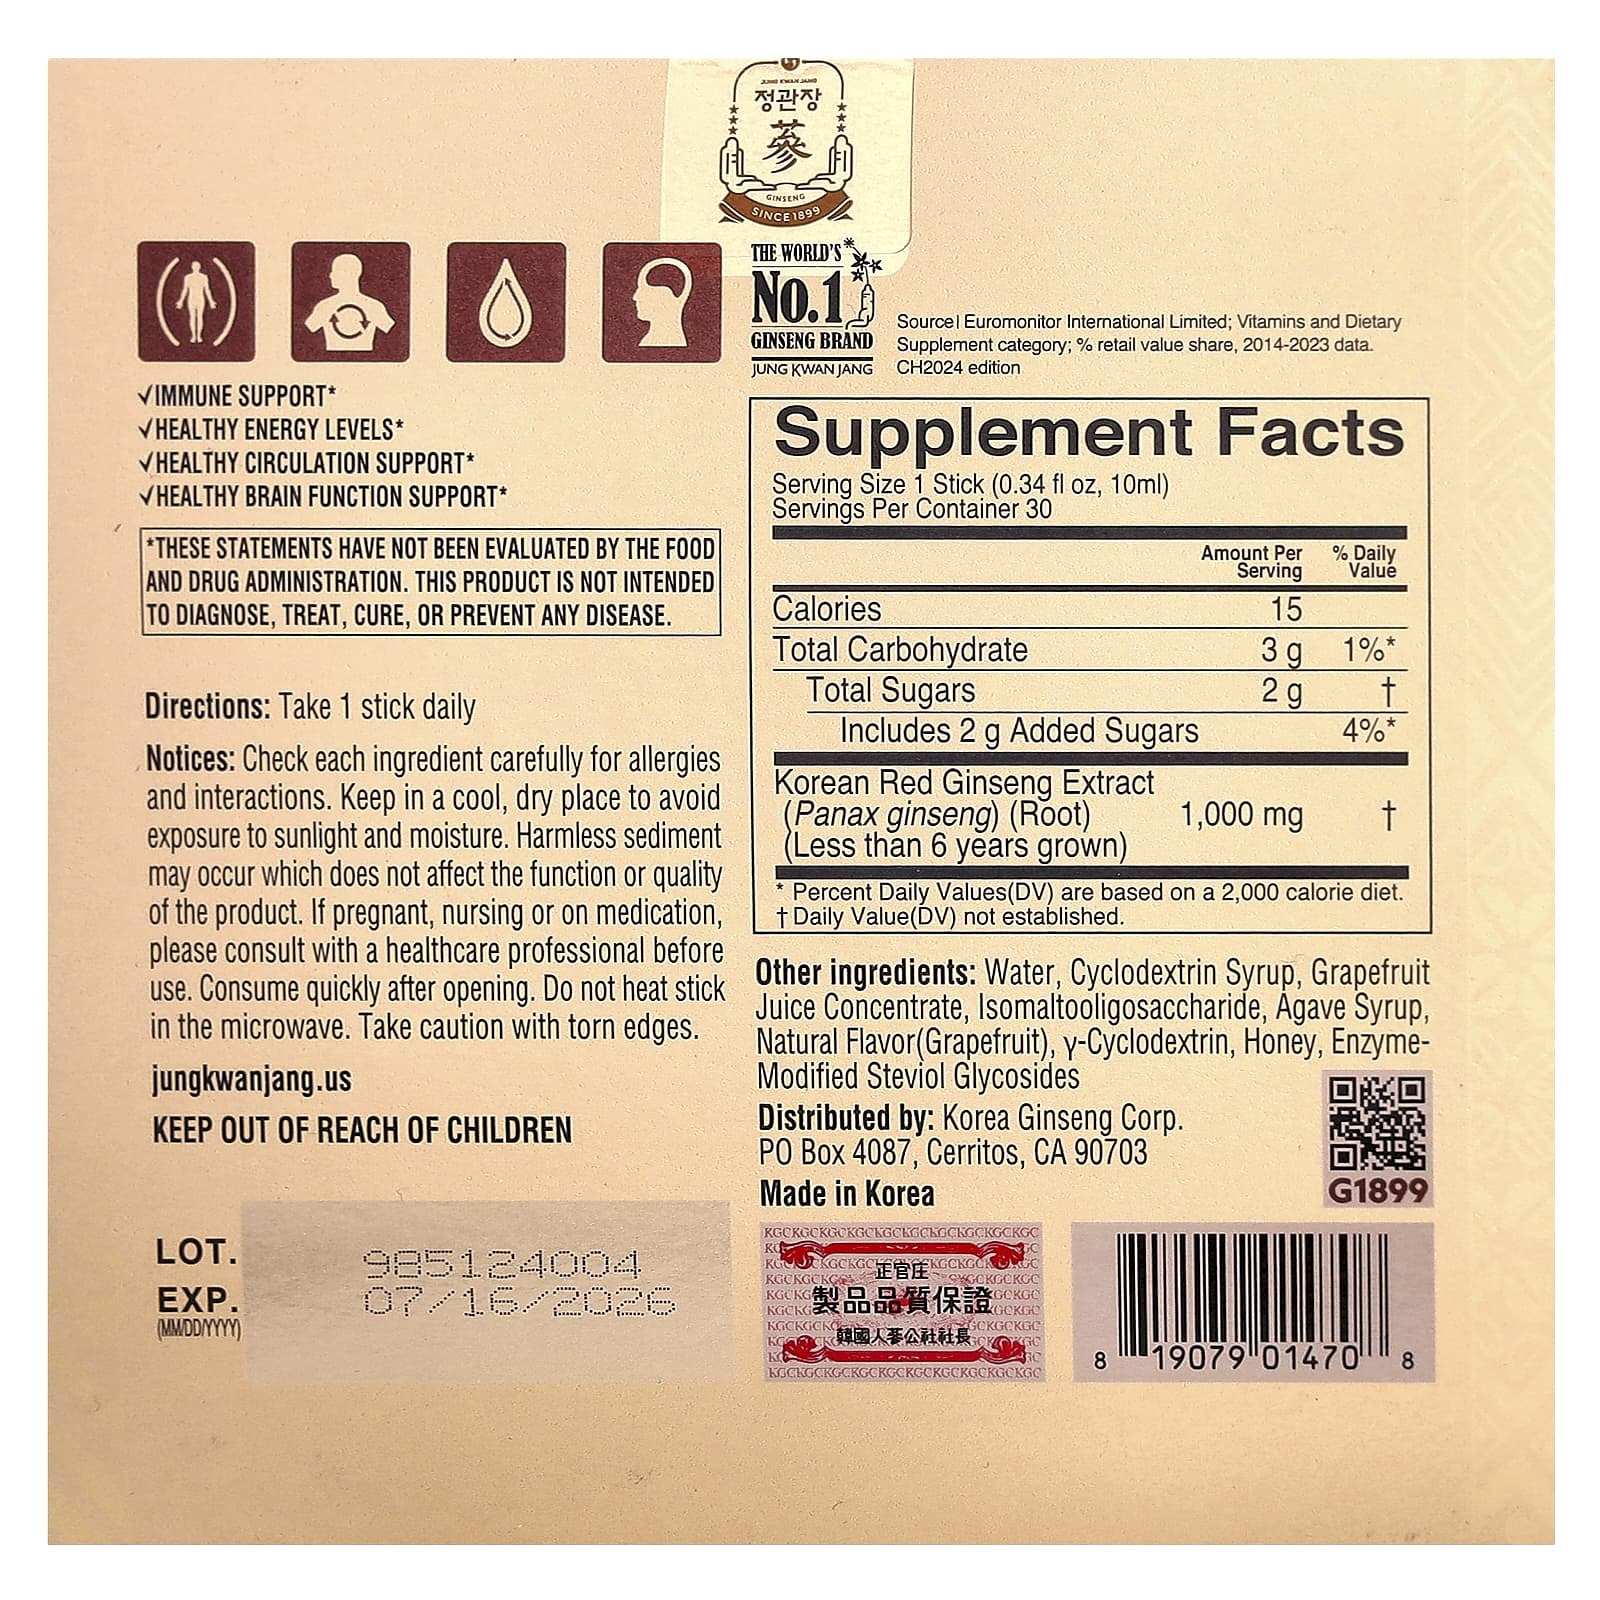 JUNG KWAN JANG
정관장
蔘
GINSENG
SINCE 1899
THE WORLD'S
No.1
GINSENG BRAND
JUNG KWAN JANG
Source| Euromonitor International Limited; Vitamins and Dietary
Supplement category; % retail value share, 2014-2023 data.
CH2024 edition
✓IMMUNE SUPPORT*
✓HEALTHY ENERGY LEVELS*
✓HEALTHY CIRCULATION SUPPORT*
✓HEALTHY BRAIN FUNCTION SUPPORT*
*THESE STATEMENTS HAVE NOT BEEN EVALUATED BY THE FOOD
AND DRUG ADMINISTRATION. THIS PRODUCT IS NOT INTENDED
TO DIAGNOSE, TREAT, CURE, OR PREVENT ANY DISEASE.
Directions: Take 1 stick daily
Notices: Check each ingredient carefully for allergies
and interactions. Keep in a cool, dry place to avoid
exposure to sunlight and moisture. Harmless sediment
may occur which does not affect the function or quality
of the product. If pregnant, nursing or on medication,
please consult with a healthcare professional before
use. Consume quickly after opening. Do not heat stick
in the microwave. Take caution with torn edges.
jungkwanjang.us
KEEP OUT OF REACH OF CHILDREN
LOT. 985124004
EXP. 07/16/2026
(MM/DD/YYYY)
Supplement Facts
Serving Size 1 Stick (0.34 fl oz, 10ml)
Servings Per Container 30
Amount Per % Daily
Serving Value
Calories 15
Total Carbohydrate 3 g 1%*
Total Sugars 2 g †
Includes 2 g Added Sugars 4%*
Korean Red Ginseng Extract
(Panax ginseng) (Root) 1,000 mg †
(Less than 6 years grown)
* Percent Daily Values(DV) are based on a 2,000 calorie diet.
† Daily Value(DV) not established.
Other ingredients: Water, Cyclodextrin Syrup, Grapefruit
Juice Concentrate, Isomaltooligosaccharide, Agave Syrup,
Natural Flavor(Grapefruit), γ-Cyclodextrin, Honey, Enzyme-
Modified Steviol Glycosides
Distributed by: Korea Ginseng Corp.
PO Box 4087, Cerritos, CA 90703
Made in Korea
G1899
正官庄
製品品質保證
韓國人蔘公社社長
8 19079 01470 8